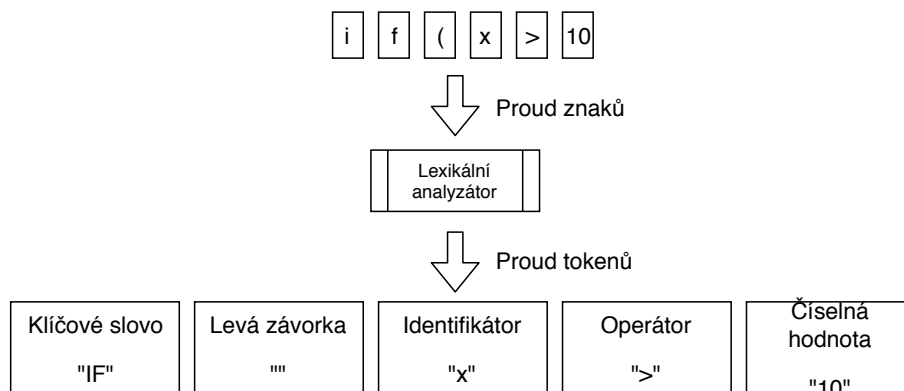 i f ( x > 10
Proud znaků
Lexikální
analyzátor
Proud tokenů
Klíčové slovo Levá závorka Identifikátor Operátor Číselná
hodnota
"IF" "" "x" ">" "10"